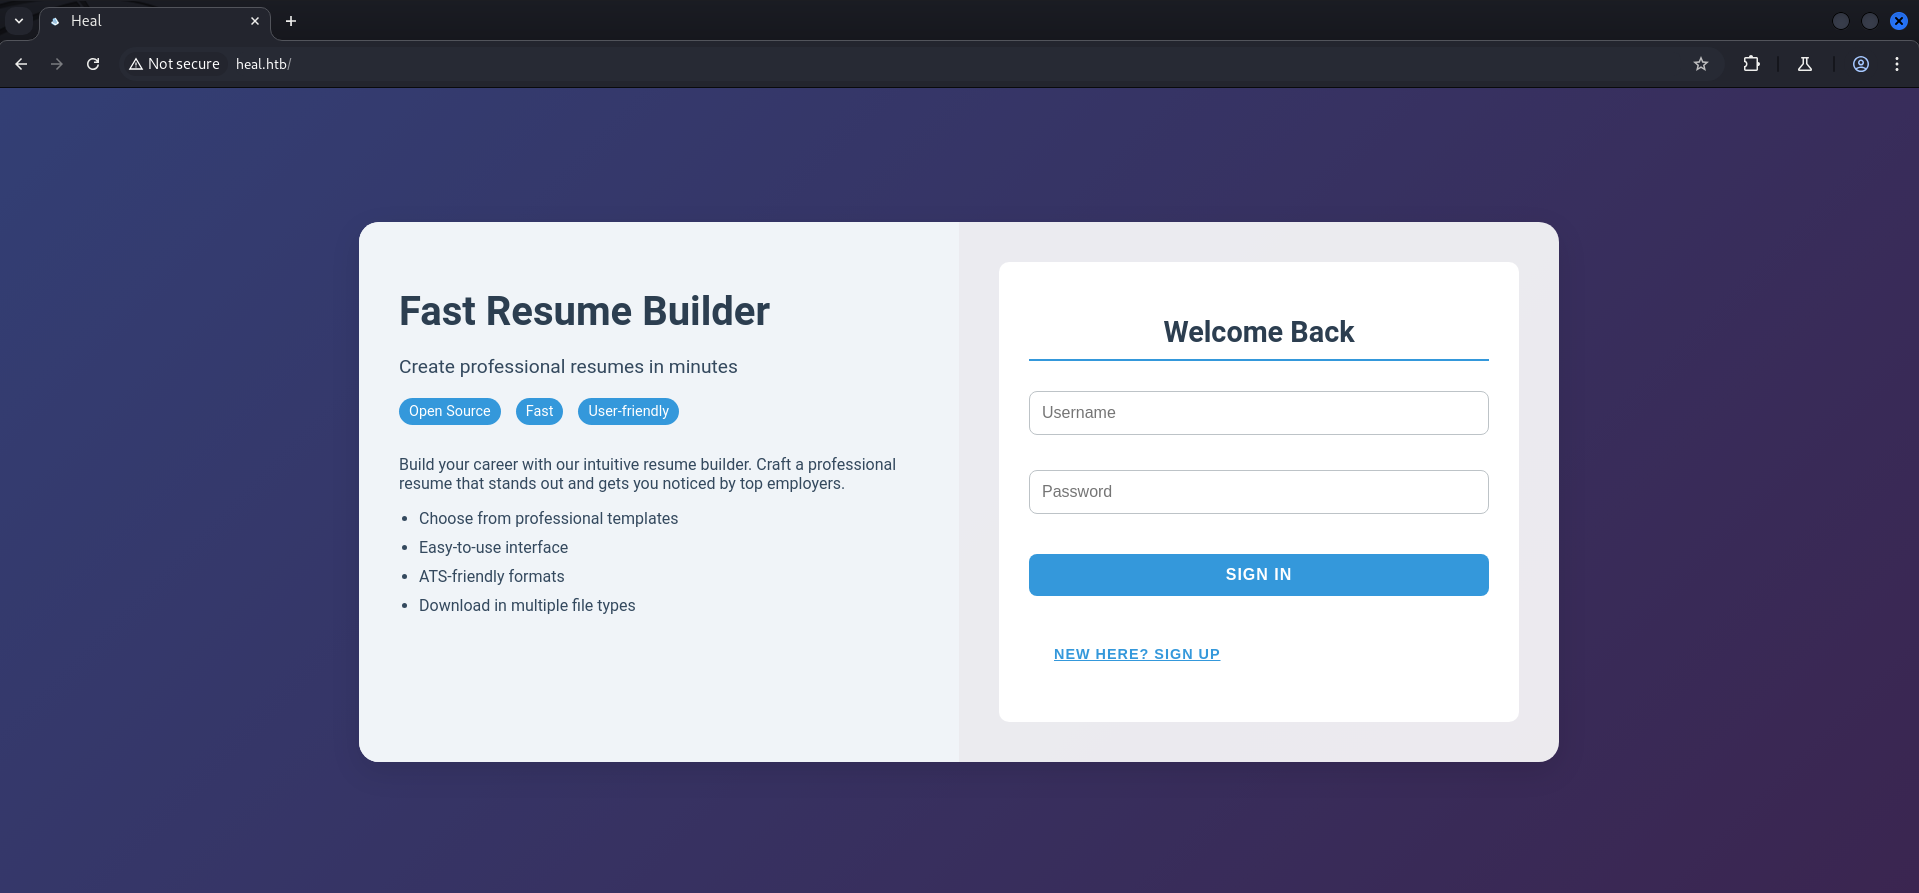 Heal
Not secure heal.htb/
Fast Resume Builder
Create professional resumes in minutes
Open Source Fast User-friendly
Build your career with our intuitive resume builder. Craft a professional
resume that stands out and gets you noticed by top employers.
• Choose from professional templates
• Easy-to-use interface
• ATS-friendly formats
• Download in multiple file types
Welcome Back
Username
Password
SIGN IN
NEW HERE? SIGN UP